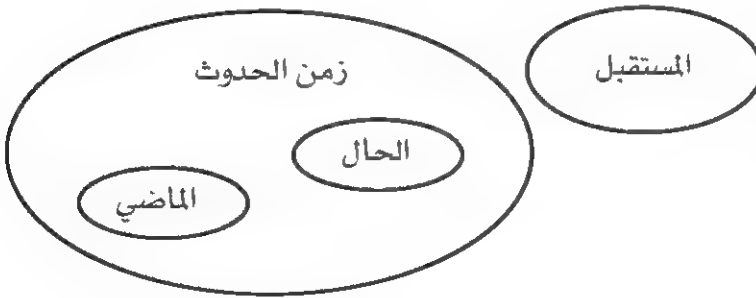 المستقبل
زمن الحدوث
الحال
الماضي